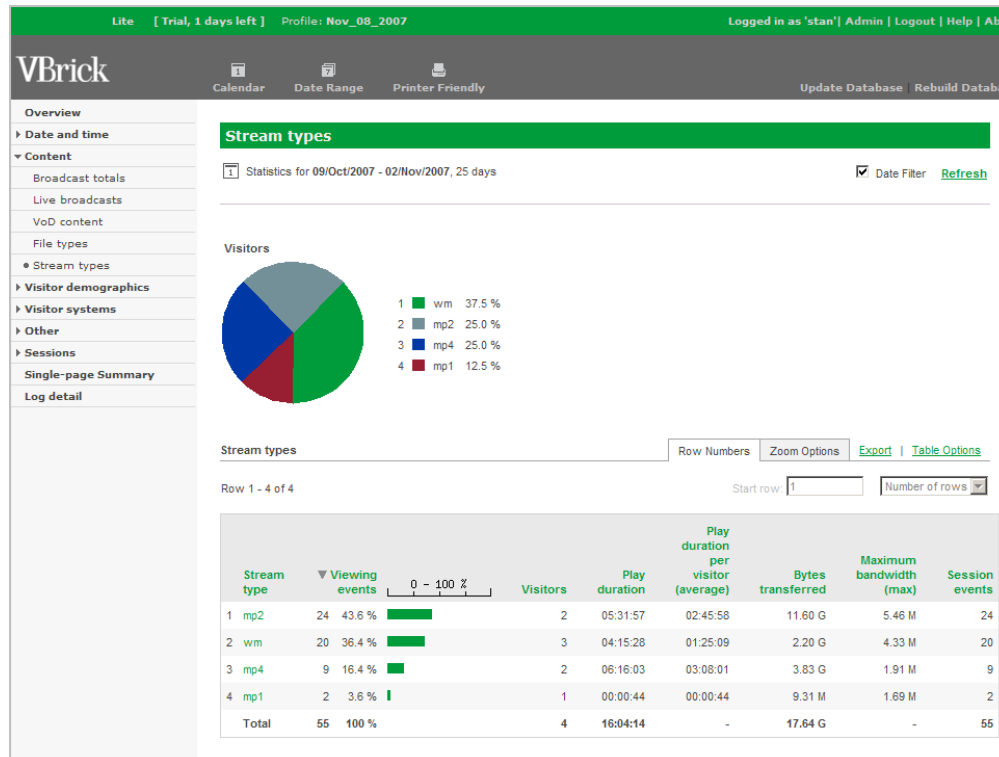 Lite [ Trial, 1 days left ] Profile: Nov_08_2007 Logged in as 'stan'| Admin | Logout | Help | Ab
VBrick
1 7
Calendar Date Range Printer Friendly Update Database Rebuild Datab
Overview
Date and time
Content
Broadcast totals
Live broadcasts
VoD content
File types
Stream types
Visitor demographics
Visitor systems
Other
Sessions
Single-page Summary
Log detail
Stream types
1 Statistics for 09/Oct/2007 - 02/Nov/2007, 25 days Date Filter Refresh
Visitors
1 wm 37.5 %
2 mp2 25.0 %
3 mp4 25.0 %
4 mp1 12.5 %
Stream types Row Numbers Zoom Options Export | Table Options
Row 1 - 4 of 4 Start row: 1 Number of rows
Stream type Viewing events 0 - 100 % Visitors Play duration Play duration per visitor (average) Bytes transferred Maximum bandwidth (max) Session events
1 mp2 24 43.6 % 2 05:31:57 02:45:58 11.60 G 5.46 M 24
2 wm 20 36.4 % 3 04:15:28 01:25:09 2.20 G 4.33 M 20
3 mp4 9 16.4 % 2 06:16:03 03:08:01 3.83 G 1.91 M 9
4 mp1 2 3.6 % 1 00:00:44 00:00:44 9.31 M 1.69 M 2
Total 55 100 % 4 16:04:14 - 17.64 G - 55